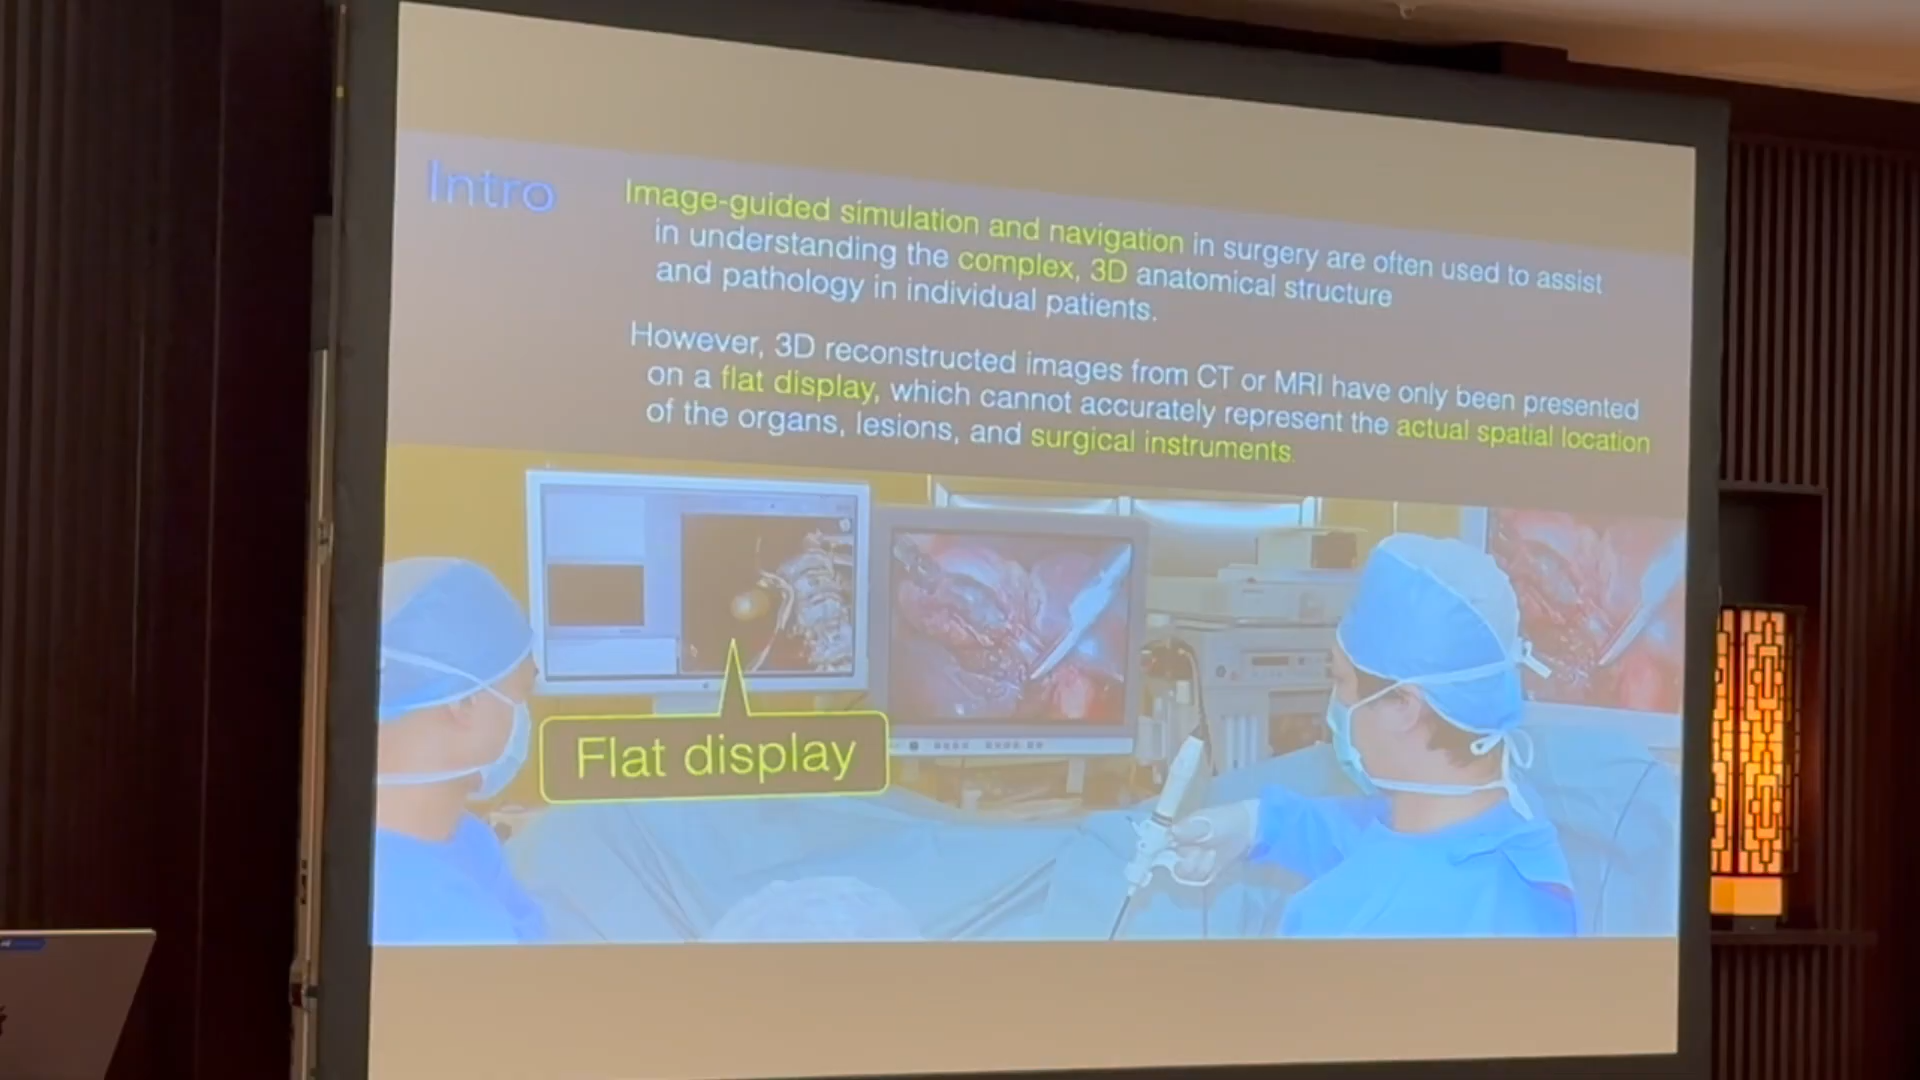 Intro
Image-guided simulation and navigation in surgery are often used to assist
in understanding the complex, 3D anatomical structure
and pathology in individual patients.
However, 3D reconstructed images from CT or MRI have only been presented
on a flat display, which cannot accurately represent the actual spatial location
of the organs, lesions, and surgical instruments.
Flat display